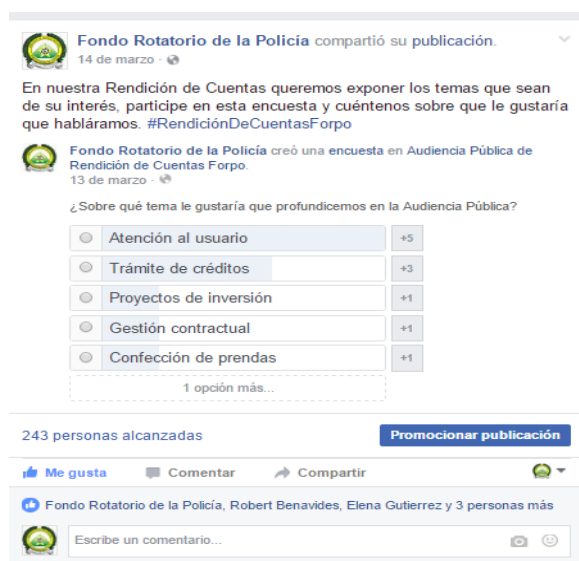 Fondo Rotatorio de la Policía compartió su publicación.
14 de marzo ·
En nuestra Rendición de Cuentas queremos exponer los temas que sean
de su interés, participe en esta encuesta y cuéntenos sobre que le gustaría
que habláramos. #RendiciónDeCuentasForpo
Fondo Rotatorio de la Policía creó una encuesta en Audiencia Pública de
Rendición de Cuentas Forpo.
13 de marzo ·
¿Sobre qué tema le gustaría que profundicemos en la Audiencia Pública?
Atención al usuario +5
Trámite de créditos +3
Proyectos de inversión +1
Gestión contractual +1
Confección de prendas +1
1 opción más...
243 personas alcanzadas Promocionar publicación
Me gusta Comentar Compartir
Fondo Rotatorio de la Policía, Robert Benavides, Elena Gutierrez y 3 personas más
Escribe un comentario...